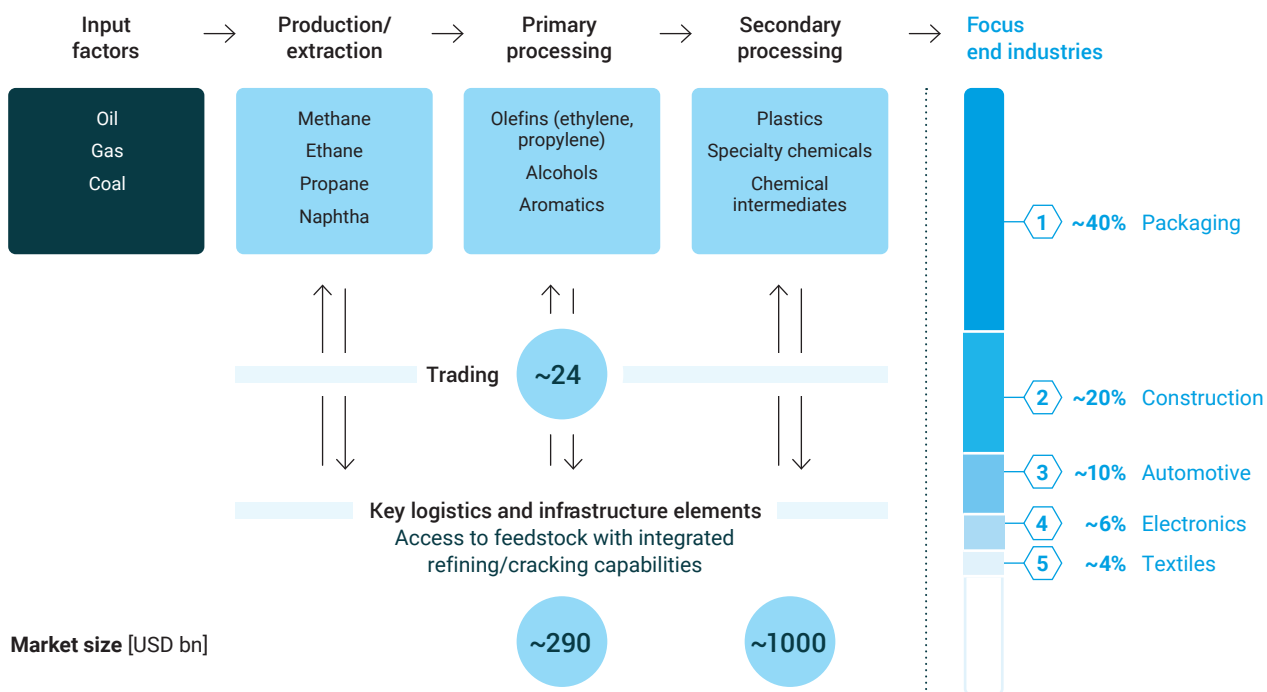 Input
factors
Production/
extraction
Primary
processing
Secondary
processing
Focus
end industries
Oil
Gas
Coal
Methane
Ethane
Propane
Naphtha
Olefins (ethylene,
propylene)
Alcohols
Aromatics
Plastics
Specialty chemicals
Chemical
intermediates
1 ~40% Packaging
2 ~20% Construction
3 ~10% Automotive
4 ~6% Electronics
5 ~4% Textiles
Trading ~24
Key logistics and infrastructure elements
Access to feedstock with integrated
refining/cracking capabilities
Market size [USD bn] ~290 ~1000